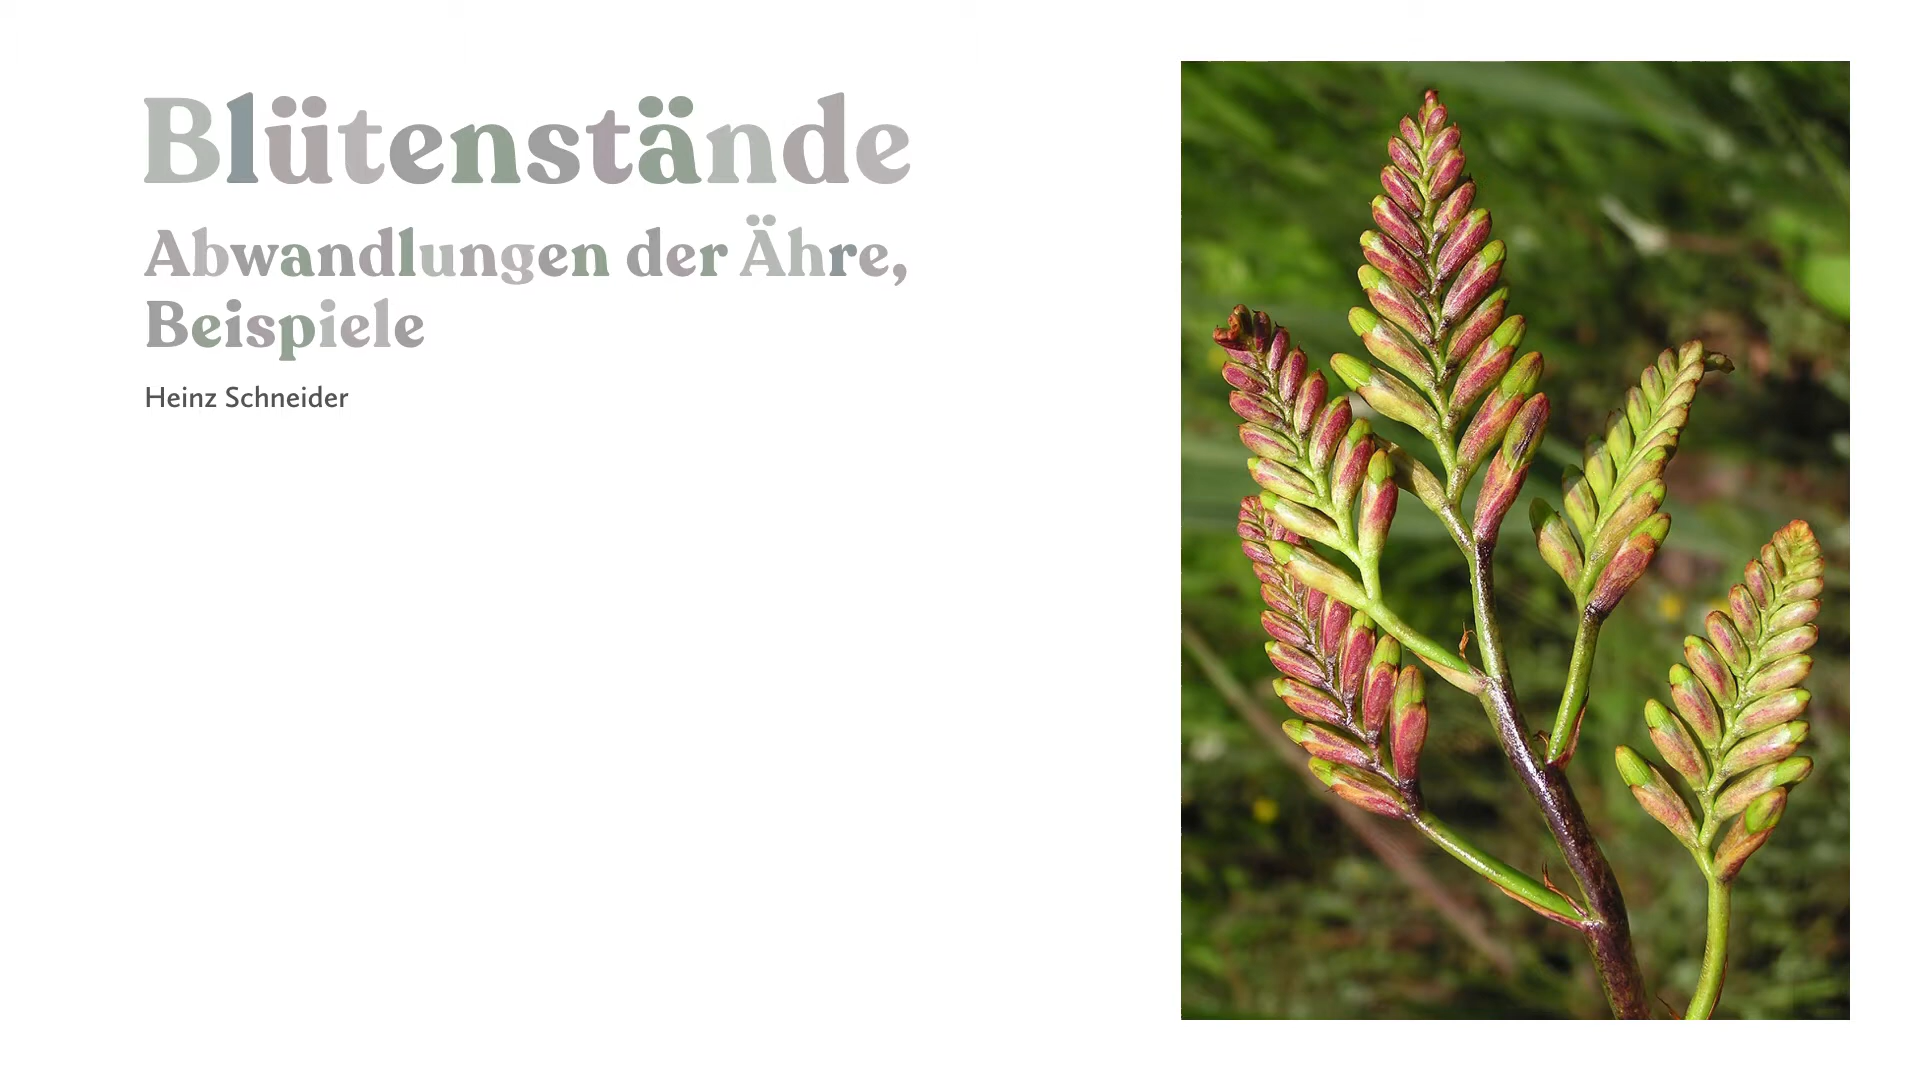 Blütenstände
Abwandlungen der Ähre,
Beispiele
Heinz Schneider